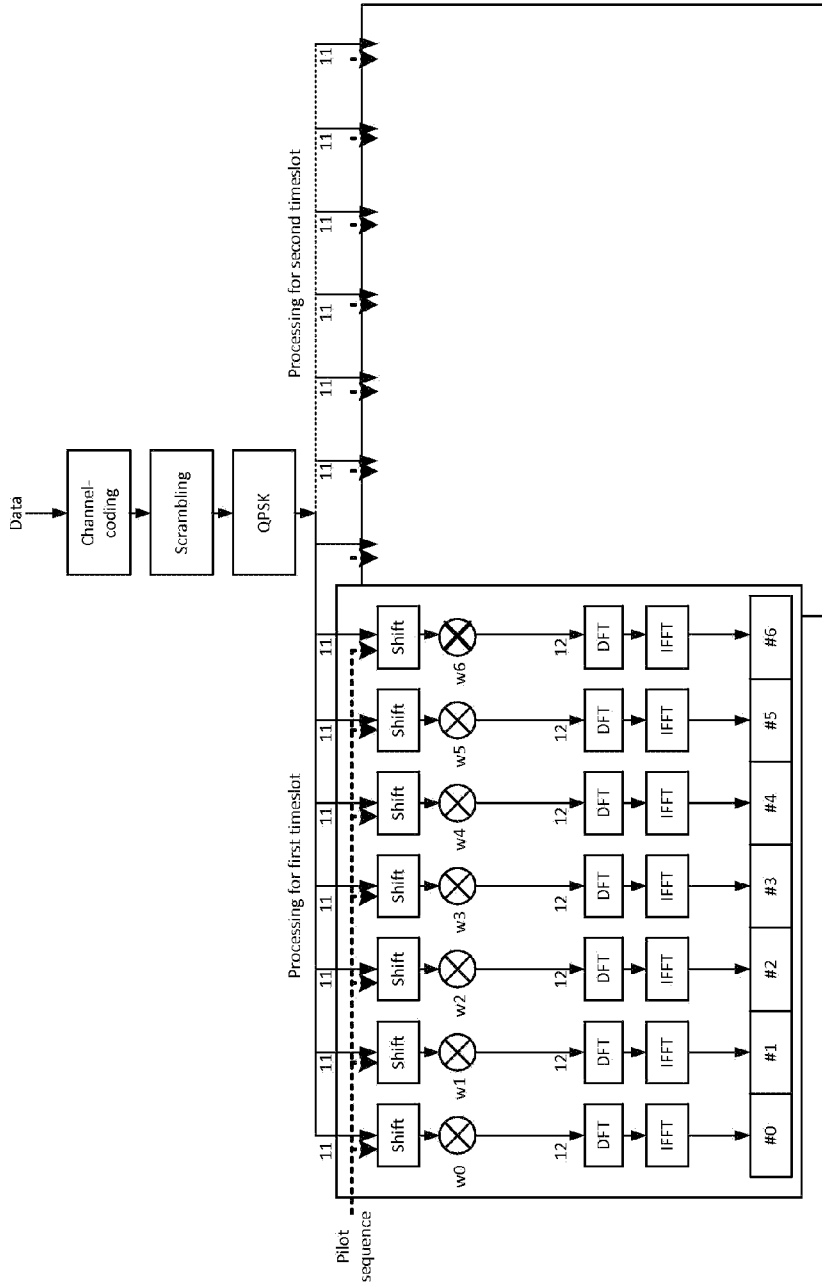 Data
Channel-
coding
Scrambling
QPSK
Processing for first timeslot
Processing for second timeslot
11 11 11 11 11 11 11 11 11 11 11 11 11
Pilot
sequence
Shift Shift Shift Shift Shift Shift Shift
w0 w1 w2 w3 w4 w5 w6
12 12 12 12 12 12 12
DFT DFT DFT DFT DFT DFT DFT
IFFT IFFT IFFT IFFT IFFT IFFT IFFT
#0 #1 #2 #3 #4 #5 #6